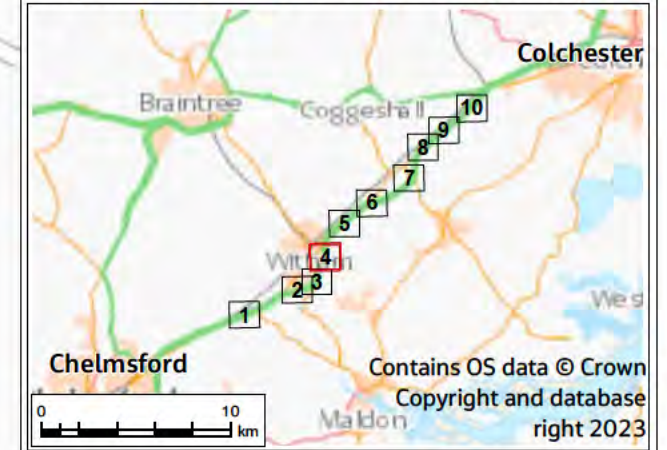 Colchester
Braintree
Coggeshall
10
9
8
7
6
5
4
Witham
3
2
1
West
Chelmsford
Contains OS data © Crown
Copyright and database
right 2023
Maldon
0 10
km